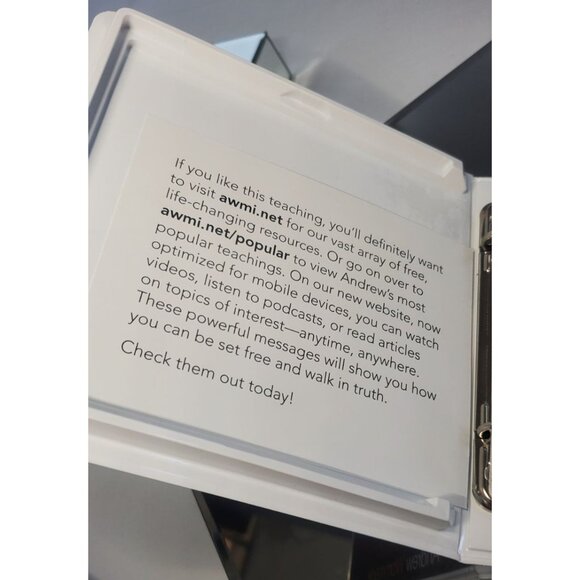 If you like this teaching, you'll definitely want
to visit awmi.net for our vast array of free,
life-changing resources. Or go on over to
awmi.net/popular to view Andrew's most
popular teachings. On our new website, now
optimized for mobile devices, you can watch
videos, listen to podcasts, or read articles
on topics of interest—anytime, anywhere.
These powerful messages will show you how
you can be set free and walk in truth.
Check them out today!